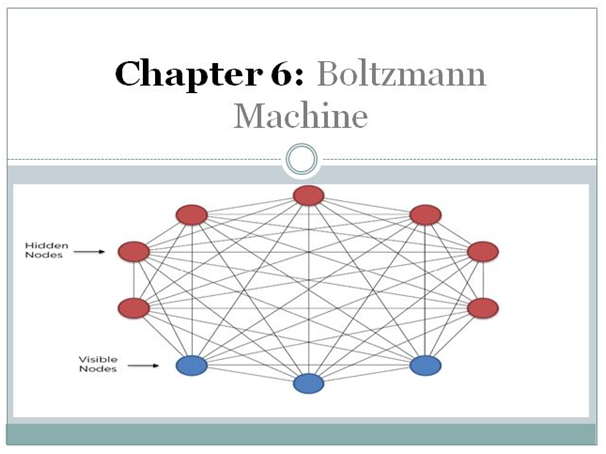 Chapter 6: Boltzmann
Machine
Hidden
Nodes
Visible
Nodes